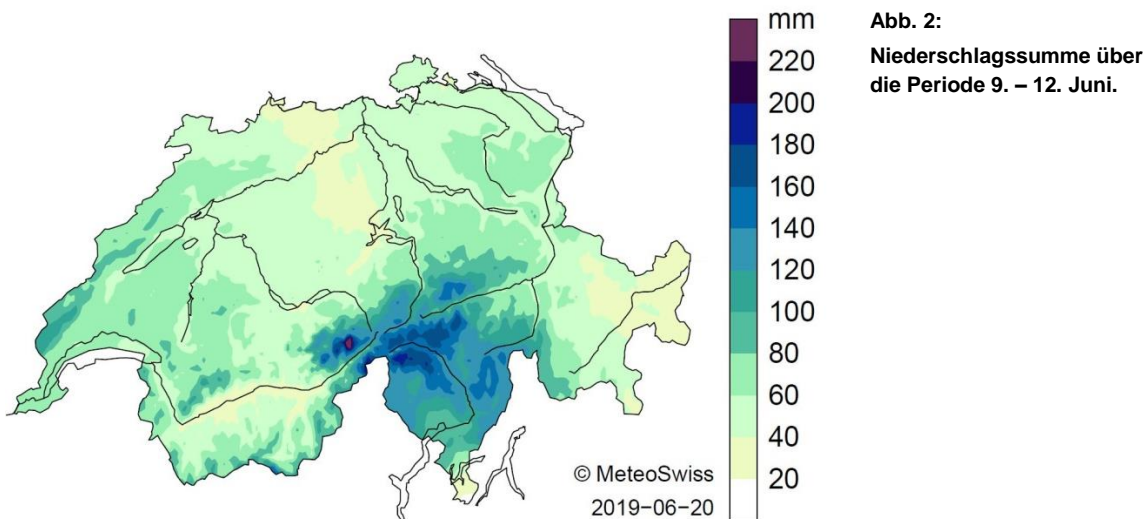 mm
220
200
180
160
140
120
100
80
60
40
20
© MeteoSwiss
2019-06-20
Abb. 2:
Niederschlagssumme über
die Periode 9. – 12. Juni.